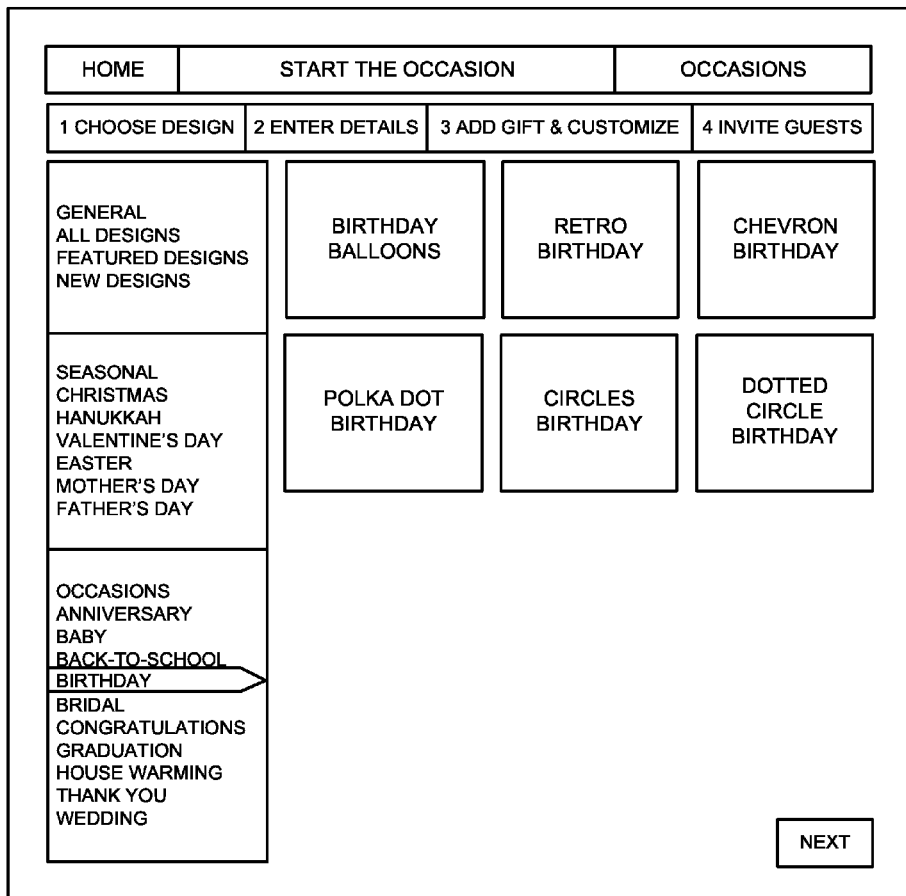 HOME
START THE OCCASION
OCCASIONS
1 CHOOSE DESIGN
2 ENTER DETAILS
3 ADD GIFT & CUSTOMIZE
4 INVITE GUESTS
GENERAL
ALL DESIGNS
FEATURED DESIGNS
NEW DESIGNS
SEASONAL
CHRISTMAS
HANUKKAH
VALENTINE'S DAY
EASTER
MOTHER'S DAY
FATHER'S DAY
OCCASIONS
ANNIVERSARY
BABY
BACK-TO-SCHOOL
BIRTHDAY
BRIDAL
CONGRATULATIONS
GRADUATION
HOUSE WARMING
THANK YOU
WEDDING
BIRTHDAY
BALLOONS
RETRO
BIRTHDAY
CHEVRON
BIRTHDAY
POLKA DOT
BIRTHDAY
CIRCLES
BIRTHDAY
DOTTED
CIRCLE
BIRTHDAY
NEXT